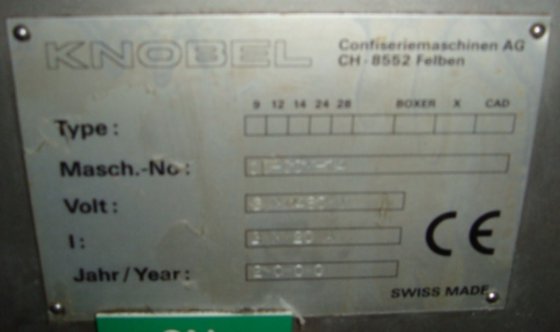 KNOBEL Confiseriemaschinen AG
CH - 8552 Felben
9 12 14 24 28 BOXER X CAD
Type:
Masch.-No:
Volt:
I:
Jahr/Year: 2000
CE
SWISS MADE